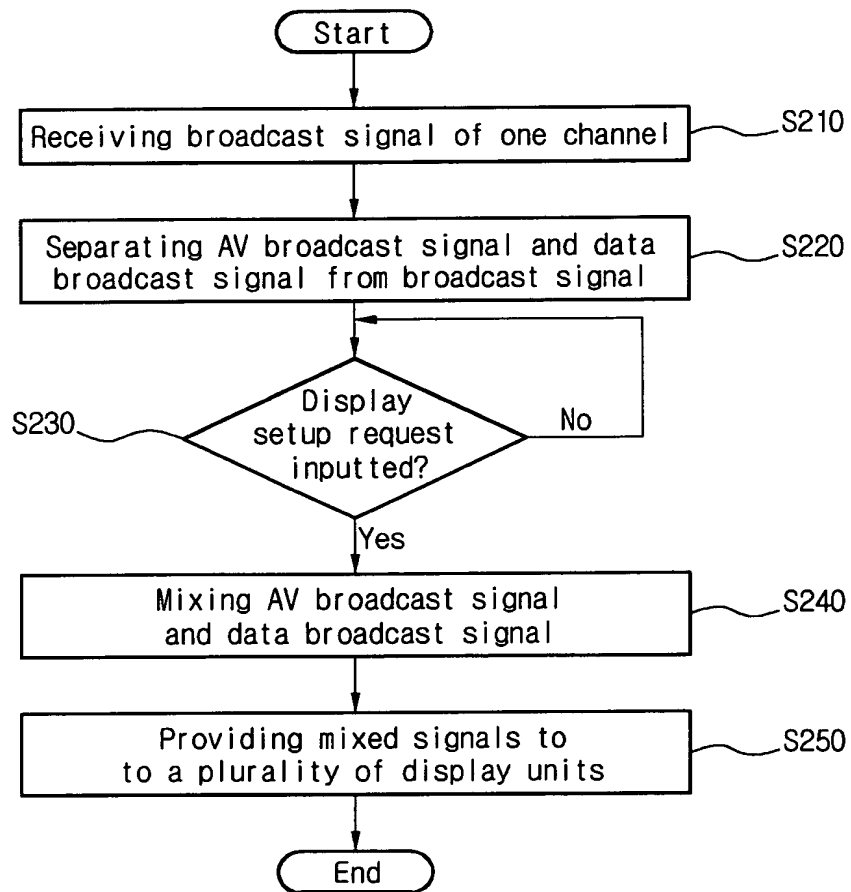 Start
Receiving broadcast signal of one channel
S210
Separating AV broadcast signal and data
broadcast signal from broadcast signal
S220
Display
setup request
inputted?
S230
No
Yes
Mixing AV broadcast signal
and data broadcast signal
S240
Providing mixed signals to
to a plurality of display units
S250
End